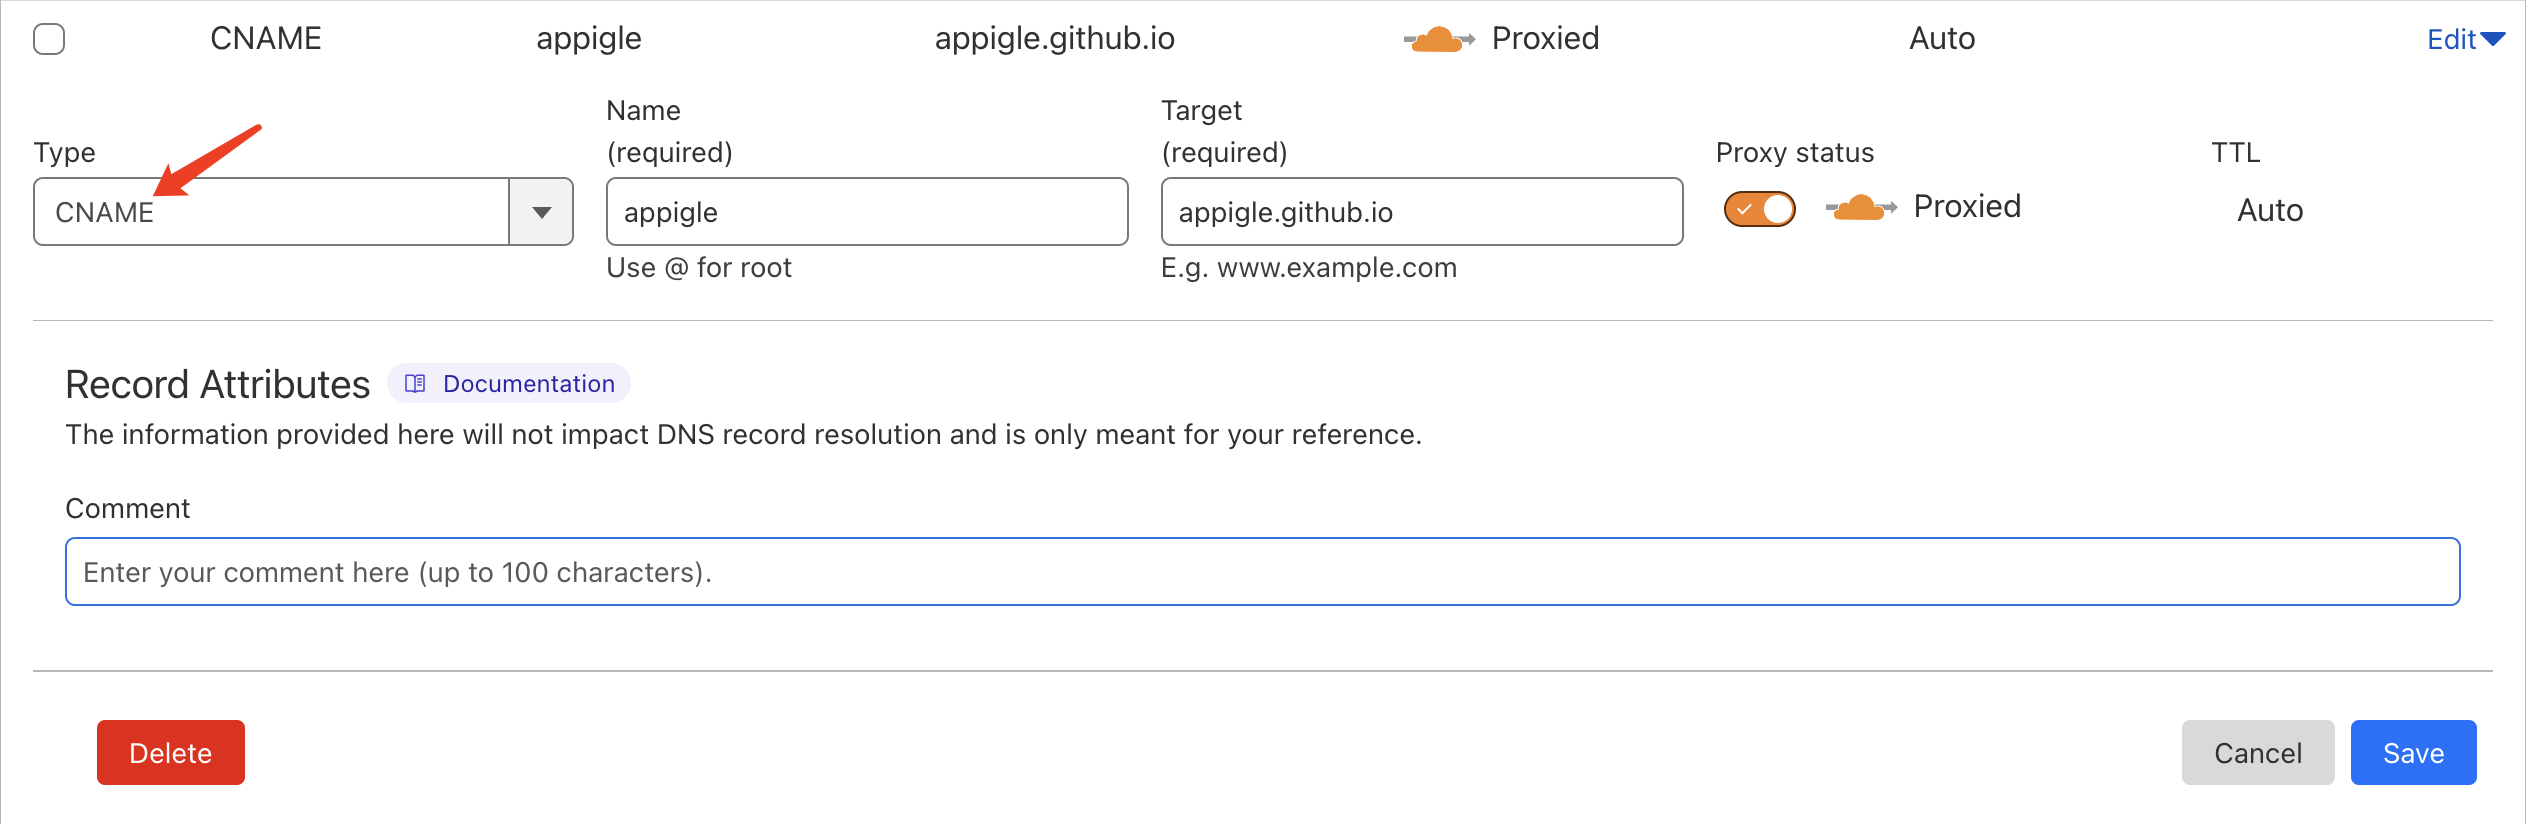 CNAME appigle appigle.github.io Proxied Auto Edit
Type Name (required) Target (required) Proxy status TTL
CNAME appigle appigle.github.io Proxied Auto
Use @ for root E.g. www.example.com
Record Attributes Documentation
The information provided here will not impact DNS record resolution and is only meant for your reference.
Comment
Enter your comment here (up to 100 characters).
Delete Cancel Save